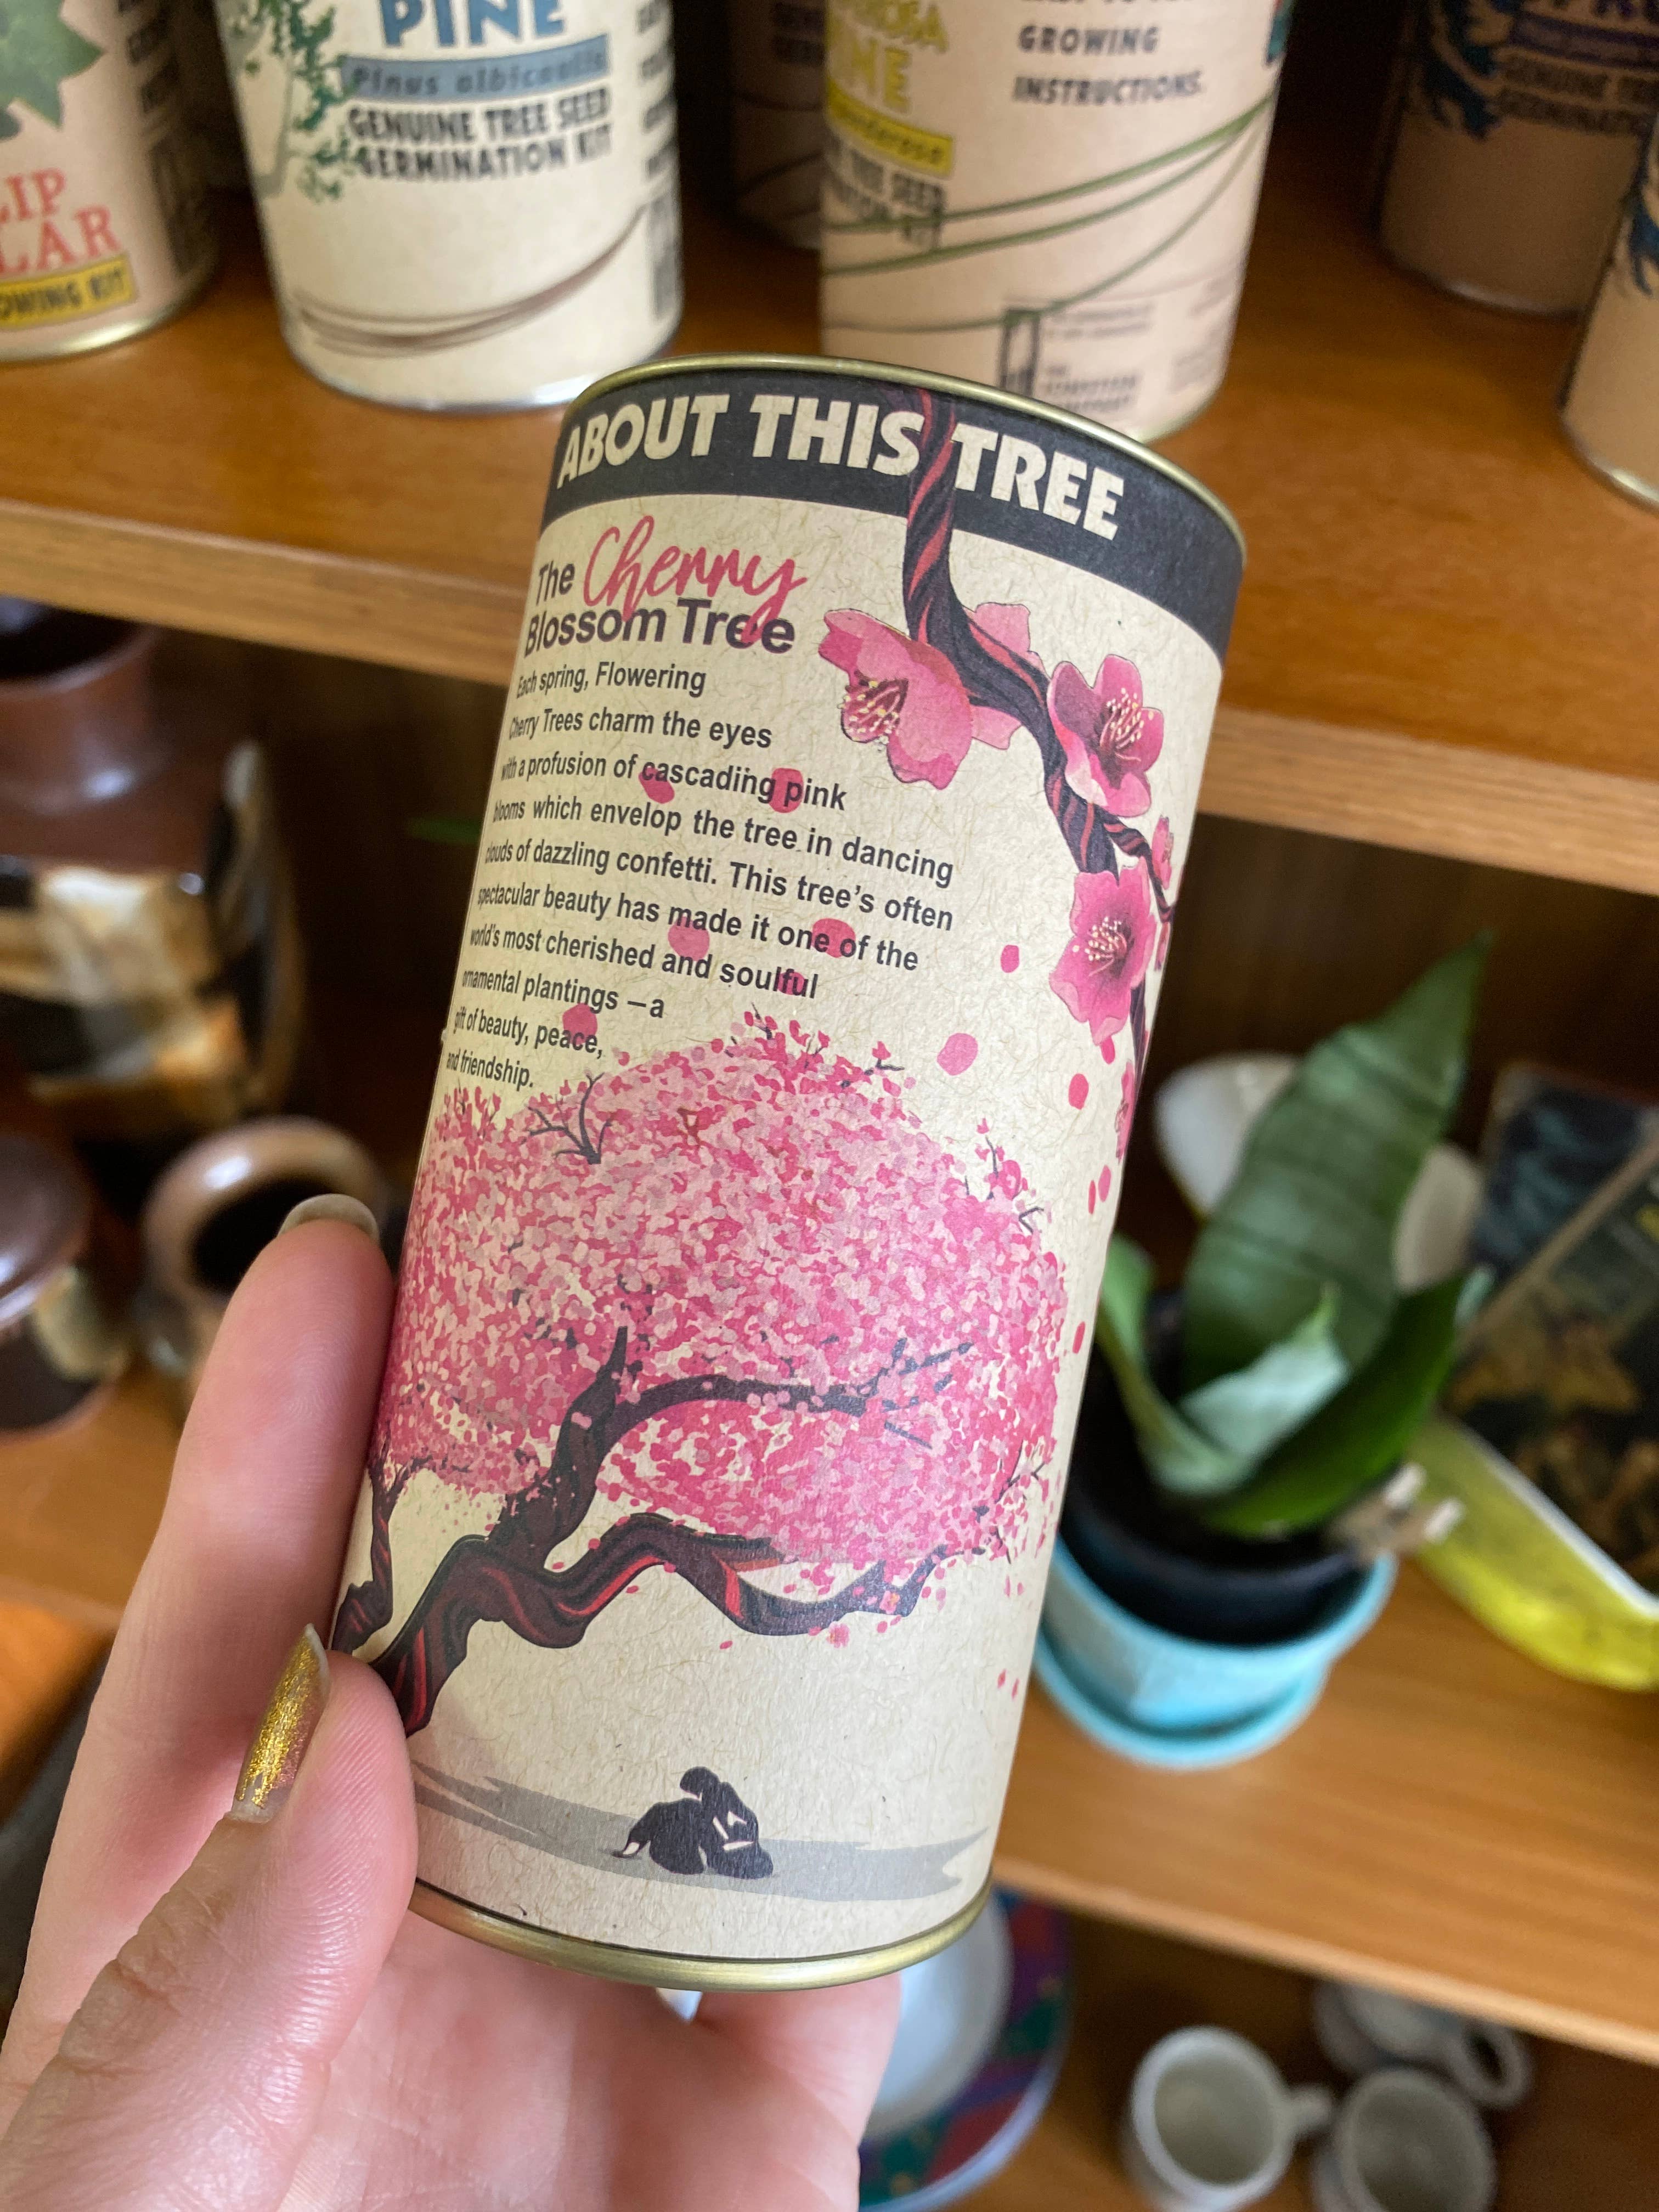 PINE
Pinus albicaulis
GENUINE TREE SEED
GERMINATION KIT
GROWING
INSTRUCTIONS.
ABOUT THIS TREE
The Cherry
Blossom Tree
Each spring, Flowering
Cherry Trees charm the eyes
with a profusion of cascading pink
blooms which envelop the tree in dancing
clouds of dazzling confetti. This tree's often
spectacular beauty has made it one of the
world's most cherished and soulful
ornamental plantings —a
gift of beauty, peace,
and friendship.